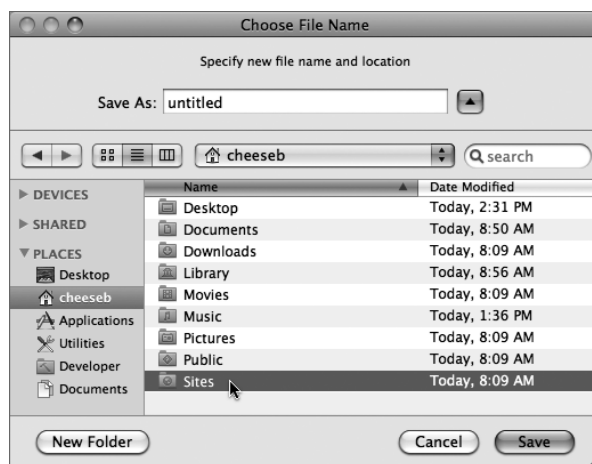 Choose File Name
Specify new file name and location
Save As: untitled
cheeseb search
DEVICES
SHARED
PLACES
Desktop
cheeseb
Applications
Utilities
Developer
Documents
Name Date Modified
Desktop Today, 2:31 PM
Documents Today, 8:50 AM
Downloads Today, 8:09 AM
Library Today, 8:56 AM
Movies Today, 8:09 AM
Music Today, 1:36 PM
Pictures Today, 8:09 AM
Public Today, 8:09 AM
Sites Today, 8:09 AM
New Folder Cancel Save